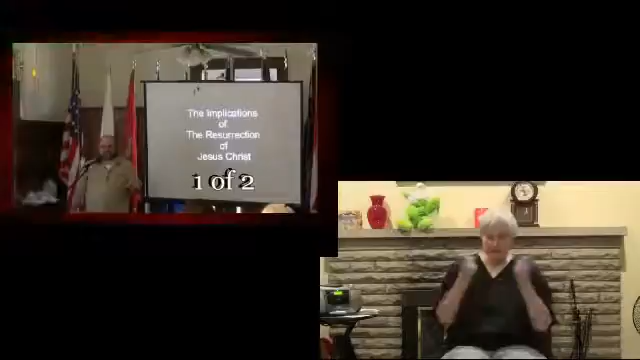 The Implications
of
The Resurrection
of
Jesus Christ
1 of 2